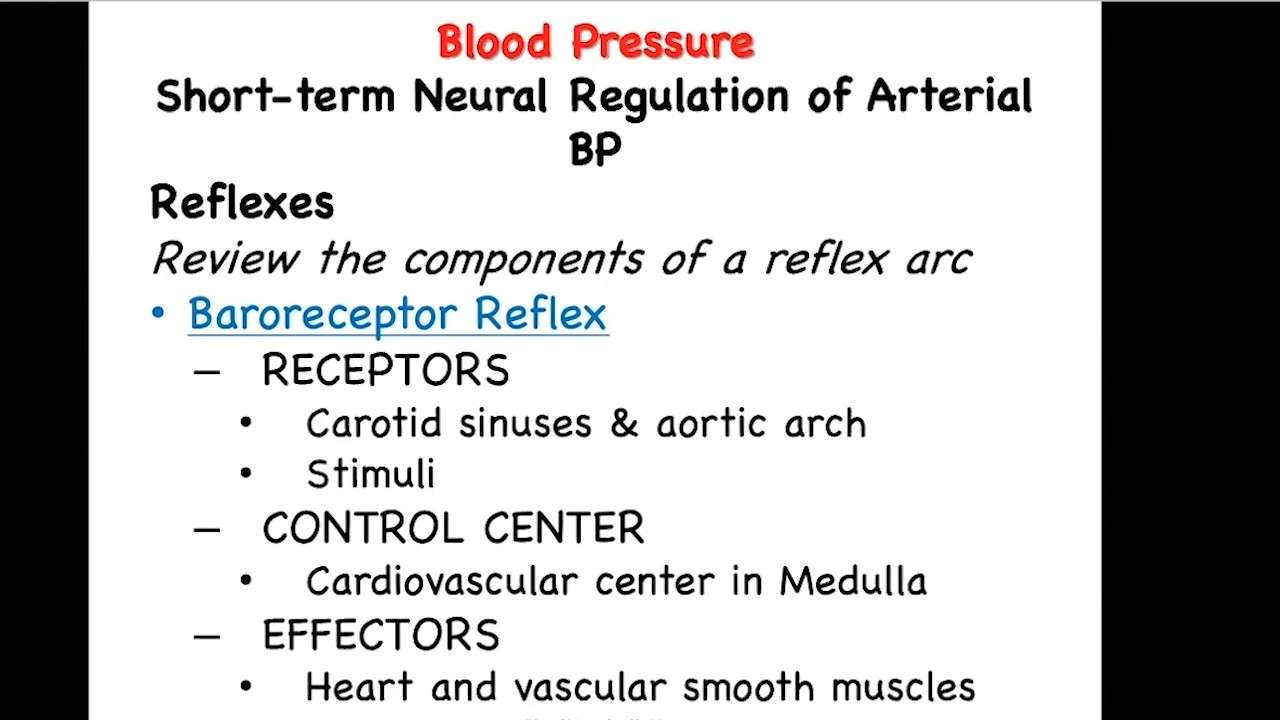 Blood Pressure
Short-term Neural Regulation of Arterial
BP
Reflexes
Review the components of a reflex arc
• Baroreceptor Reflex
– RECEPTORS
• Carotid sinuses & aortic arch
• Stimuli
– CONTROL CENTER
• Cardiovascular center in Medulla
– EFFECTORS
• Heart and vascular smooth muscles